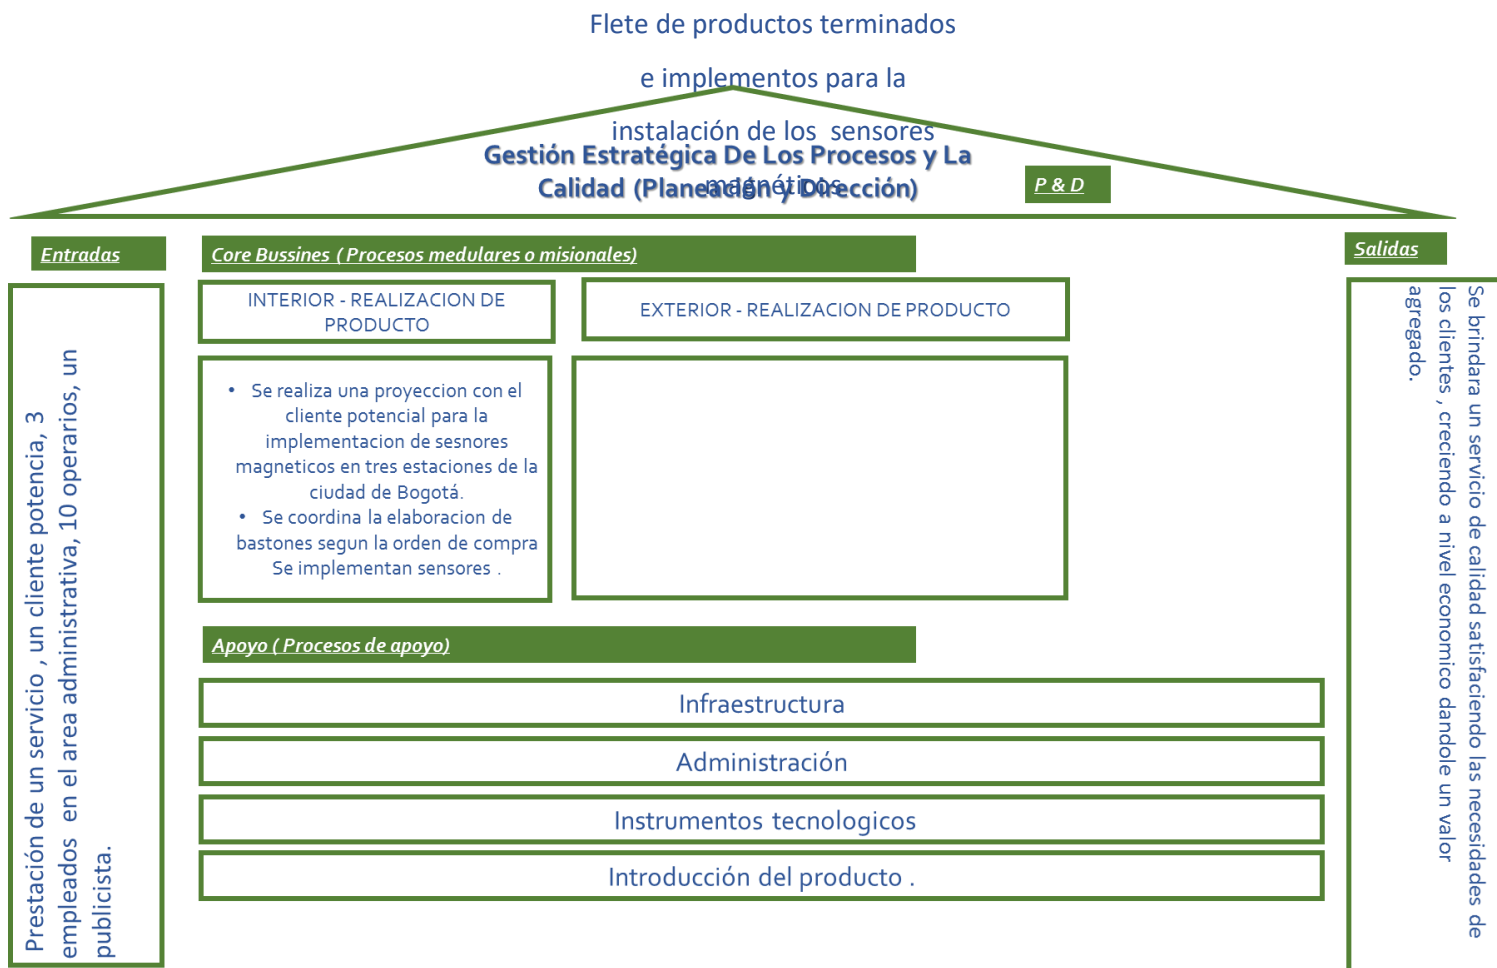 Flete de productos terminados
e implementos para la
instalación de los sensores
magnéticos
Gestión Estratégica De Los Procesos y La
Calidad (Planeación y Dirección)
P & D
Entradas
Core Bussines ( Procesos medulares o misionales)
Salidas
INTERIOR - REALIZACION DE
PRODUCTO
EXTERIOR - REALIZACION DE PRODUCTO
Prestación de un servicio , un cliente potencia, 3
empleados en el area administrativa, 10 operarios, un
publicista.
• Se realiza una proyeccion con el
cliente potencial para la
implementacion de sesnores
magneticos en tres estaciones de la
ciudad de Bogotá.
• Se coordina la elaboracion de
bastones segun la orden de compra
Se implementan sensores .
Se brindara un servicio de calidad satisfaciendo las necesidades de
los clientes , creciendo a nivel economico dandole un valor
agregado.
Apoyo ( Procesos de apoyo)
Infraestructura
Administración
Instrumentos tecnologicos
Introducción del producto .